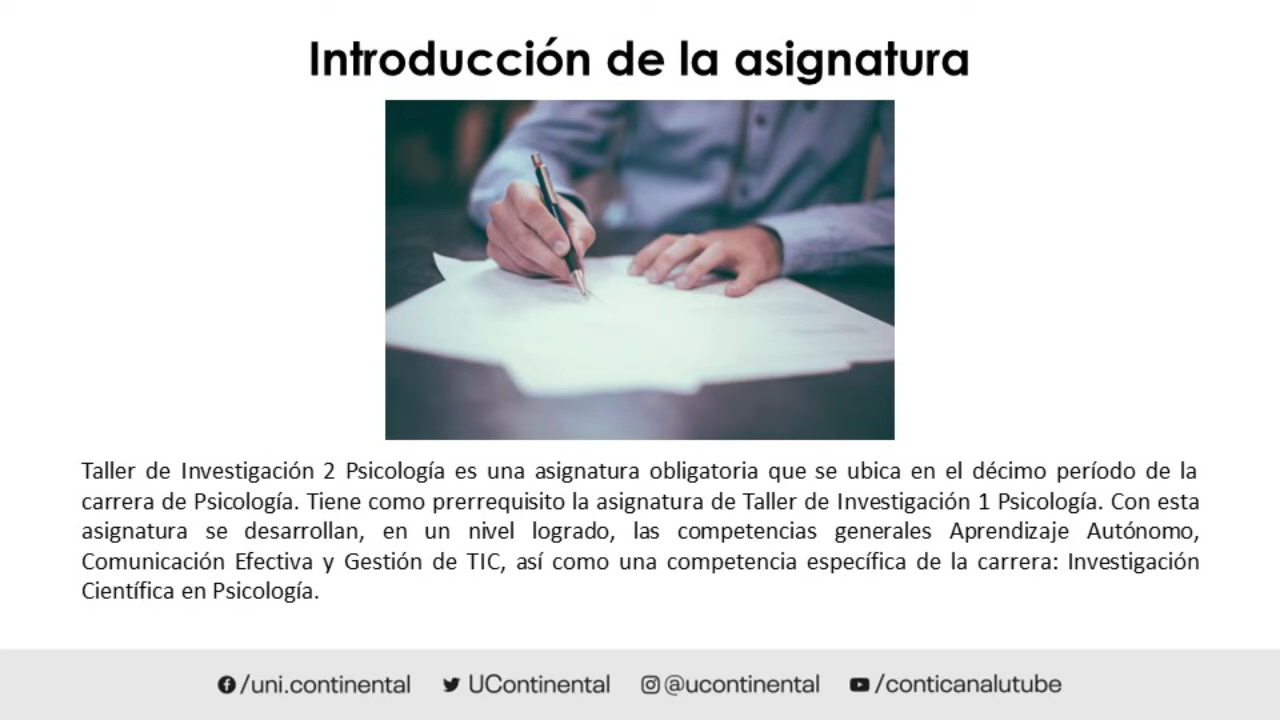 Introducción de la asignatura
Taller de Investigación 2 Psicología es una asignatura obligatoria que se ubica en el décimo período de la
carrera de Psicología. Tiene como prerrequisito la asignatura de Taller de Investigación 1 Psicología. Con esta
asignatura se desarrollan, en un nivel logrado, las competencias generales Aprendizaje Autónomo,
Comunicación Efectiva y Gestión de TIC, así como una competencia específica de la carrera: Investigación
Científica en Psicología.
/uni.continental UContinental @ucontinental /conticanalutube